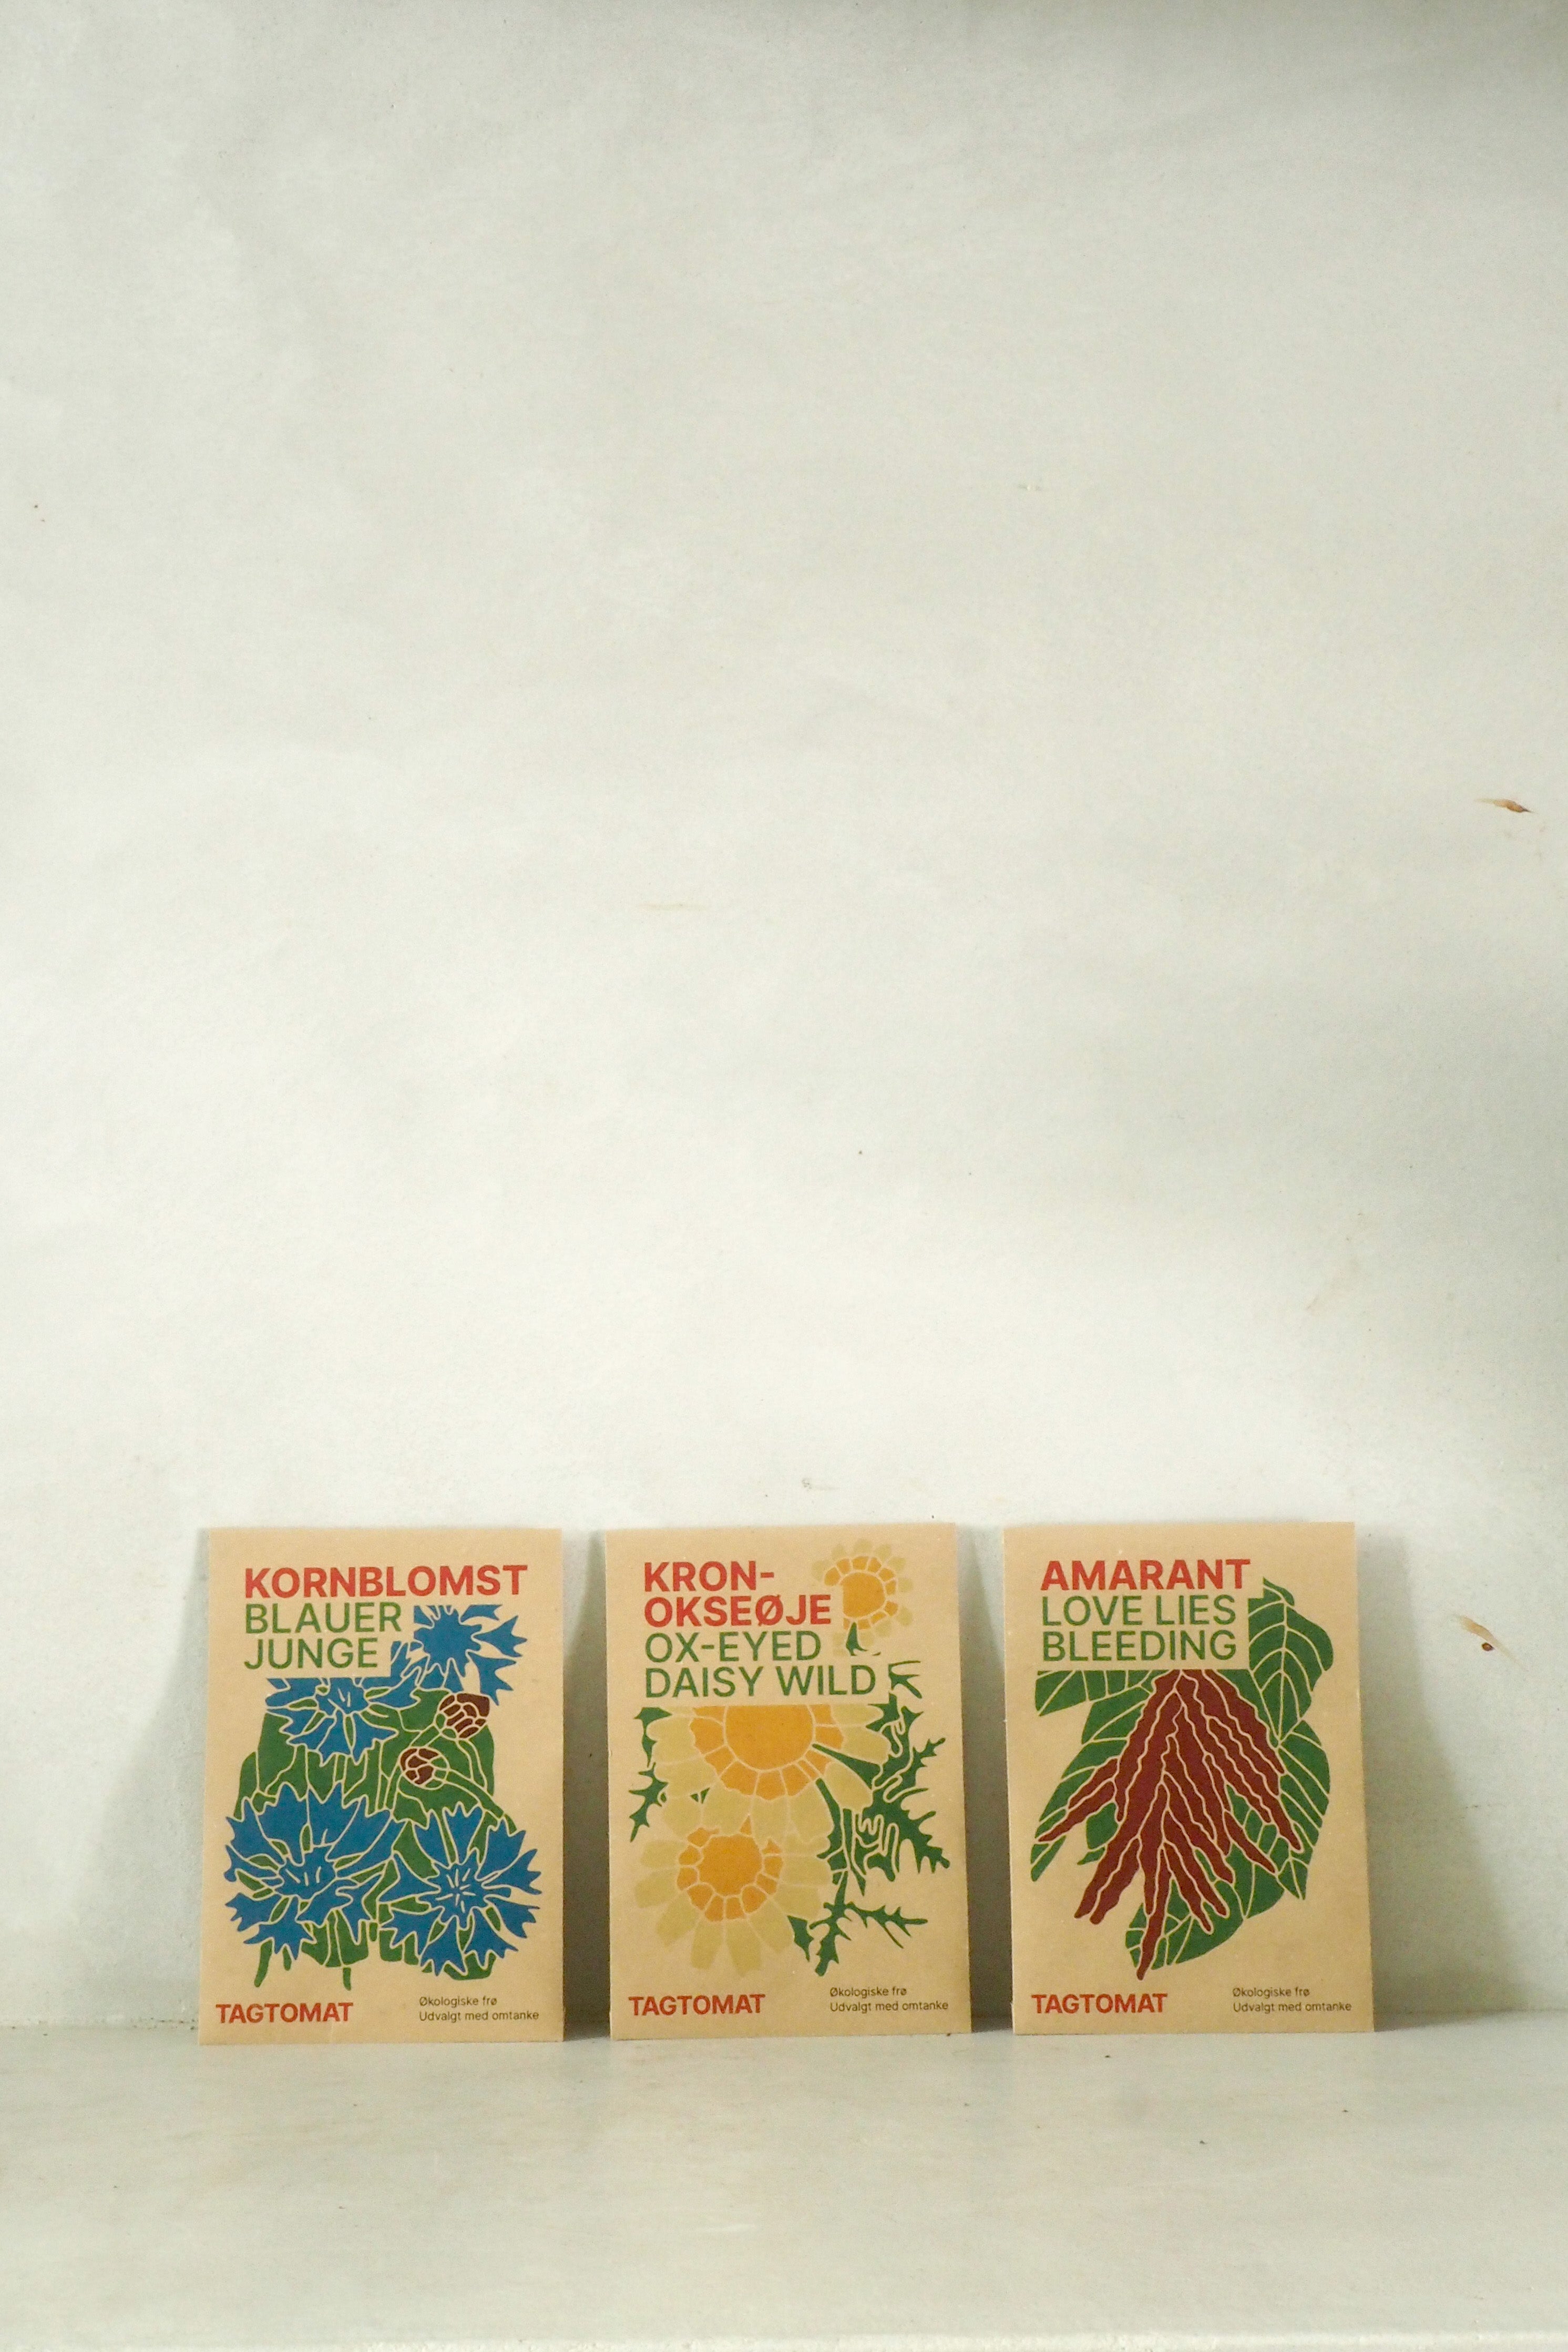 KORNBLOMST
BLAUER
JUNGE
TAGTOMAT
Økologiske frø
Udvalgt med omtanke
KRON-
OKSEØJE
OX-EYED
DAISY WILD
TAGTOMAT
Økologiske frø
Udvalgt med omtanke
AMARANT
LOVE LIES
BLEEDING
TAGTOMAT
Økologiske frø
Udvalgt med omtanke